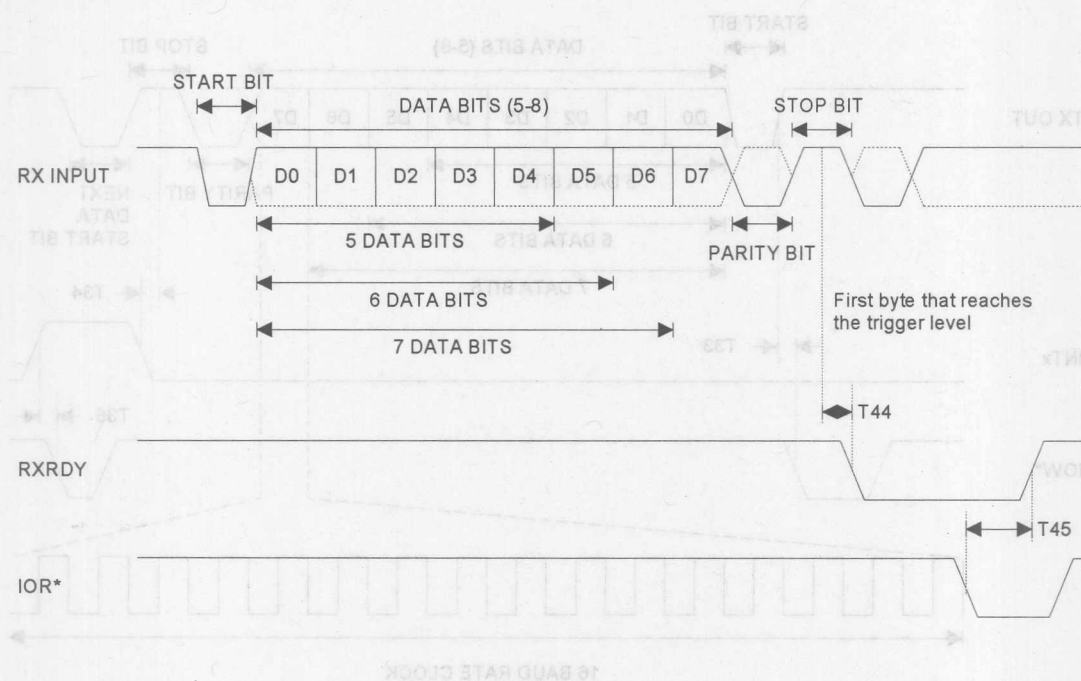 START BIT
DATA BITS (5-8)
STOP BIT
RX INPUT
D0 D1 D2 D3 D4 D5 D6 D7
5 DATA BITS
PARITY BIT
6 DATA BITS
First byte that reaches
the trigger level
7 DATA BITS
T44
RXRDY
T45
IOR*